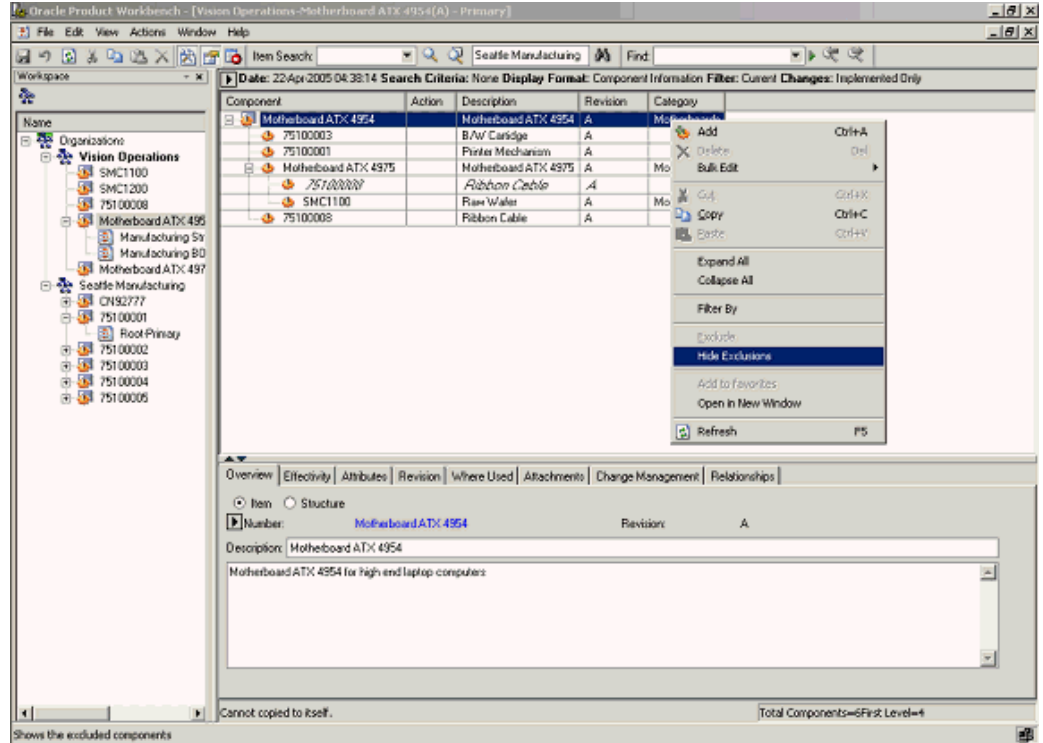 Oracle Product Workbench - [Vision Operations-Motherboard ATX 4954(A) - Primary]
File Edit View Actions Window Help
Item Search: Seattle Manufacturing Find:
Workspace
Date: 22-Apr-2005 04:38:14 Search Criteria: None Display Format: Component Information Filter: Current Changes: Implemented Only
Name
Organizations
Vision Operations
SMC1100
SMC1200
75100008
Motherboard ATX 495
Manufacturing Str
Manufacturing BO
Motherboard ATX 497
Seattle Manufacturing
CN92777
75100001
Root-Primary
75100002
75100003
75100004
75100005
Component Action Description Revision Category
Motherboard ATX 4954 Motherboard ATX 4954 A Motherboards
75100003 B/W Cartidge A
75100001 Printer Mechanism A
Motherboard ATX 4975 Motherboard ATX 4975 A Mo
75100008 Ribbon Cable A
SMC1100 Raw Wafer A Mo
75100008 Ribbon Cable A
Add Ctrl+A
Delete Del
Bulk Edit
Cut Ctrl+X
Copy Ctrl+C
Paste Ctrl+V
Expand All
Collapse All
Filter By
Exclude
Hide Exclusions
Add to favorites
Open in New Window
Refresh F5
Overview Effectivity Attributes Revision Where Used Attachments Change Management Relationships
Item Structure
Number: Motherboard ATX 4954 Revision: A
Description: Motherboard ATX 4954
Motherboard ATX 4954 for high end laptop computers
Cannot copied to itself. Total Components=6First Level=4
Shows the excluded components